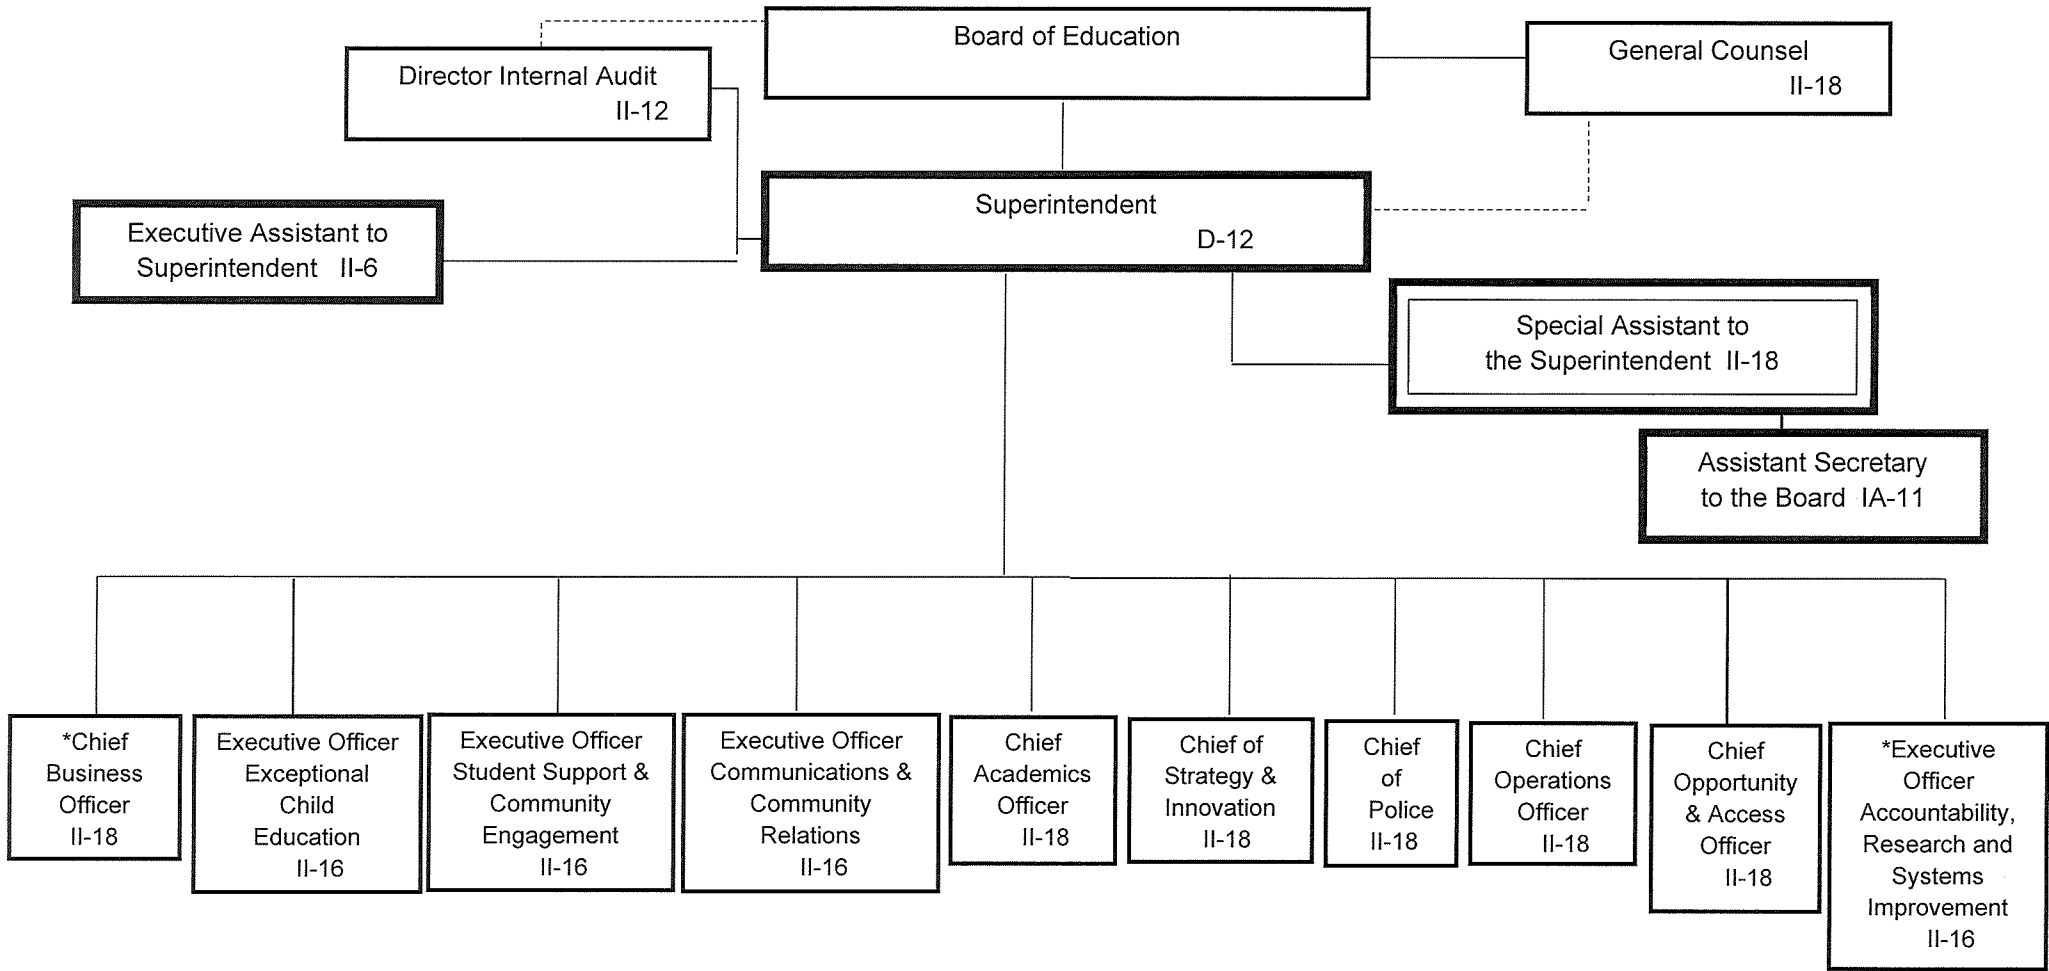 Board of Education
General Counsel
II-18
Director Internal Audit
II-12
Superintendent
D-12
Executive Assistant to
Superintendent II-6
Special Assistant to
the Superintendent II-18
Assistant Secretary
to the Board IA-11
*Chief
Business
Officer
II-18
Executive Officer
Exceptional
Child
Education
II-16
Executive Officer
Student Support &
Community
Engagement
II-16
Executive Officer
Communications &
Community
Relations
II-16
Chief
Academics
Officer
II-18
Chief of
Strategy &
Innovation
II-18
Chief
of
Police
II-18
Chief
Operations
Officer
II-18
Chief
Opportunity
& Access
Officer
II-18
*Executive
Officer
Accountability,
Research and
Systems
Improvement
II-16